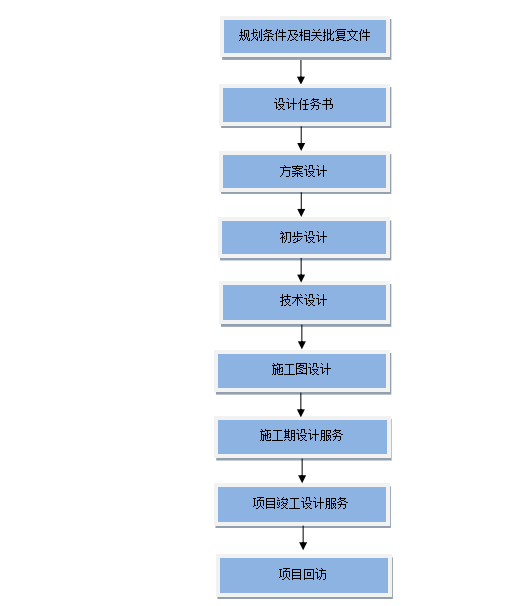 规划条件及相关批复文件
设计任务书
方案设计
初步设计
技术设计
施工图设计
施工期设计服务
项目竣工设计服务
项目回访